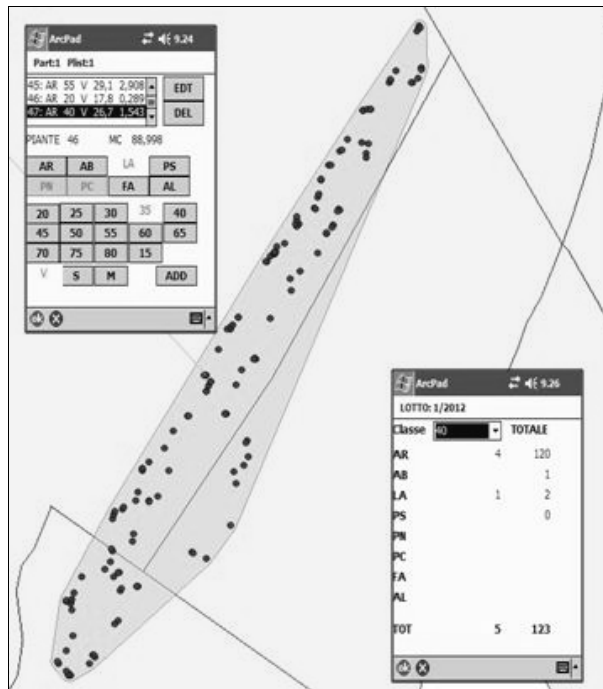 ArcPad 9.24
Part:1 Plist:1
45: AR 55 V 29,1 2,908
46: AR 20 V 17,8 0,289
47: AR 40 V 26,7 1,543
EDT
DEL
PIANTE 46 MC 88,998
AR AB LA PS
PN PC FA AL
20 25 30 35 40
45 50 55 60 65
70 75 80 15
V S M ADD
ok
ArcPad 9.26
LOTTO: 1/2012
Classe 40 TOTALE
AR 4 120
AB 1
LA 1 2
PS 0
PN
PC
FA
AL
TOT 5 123
ok